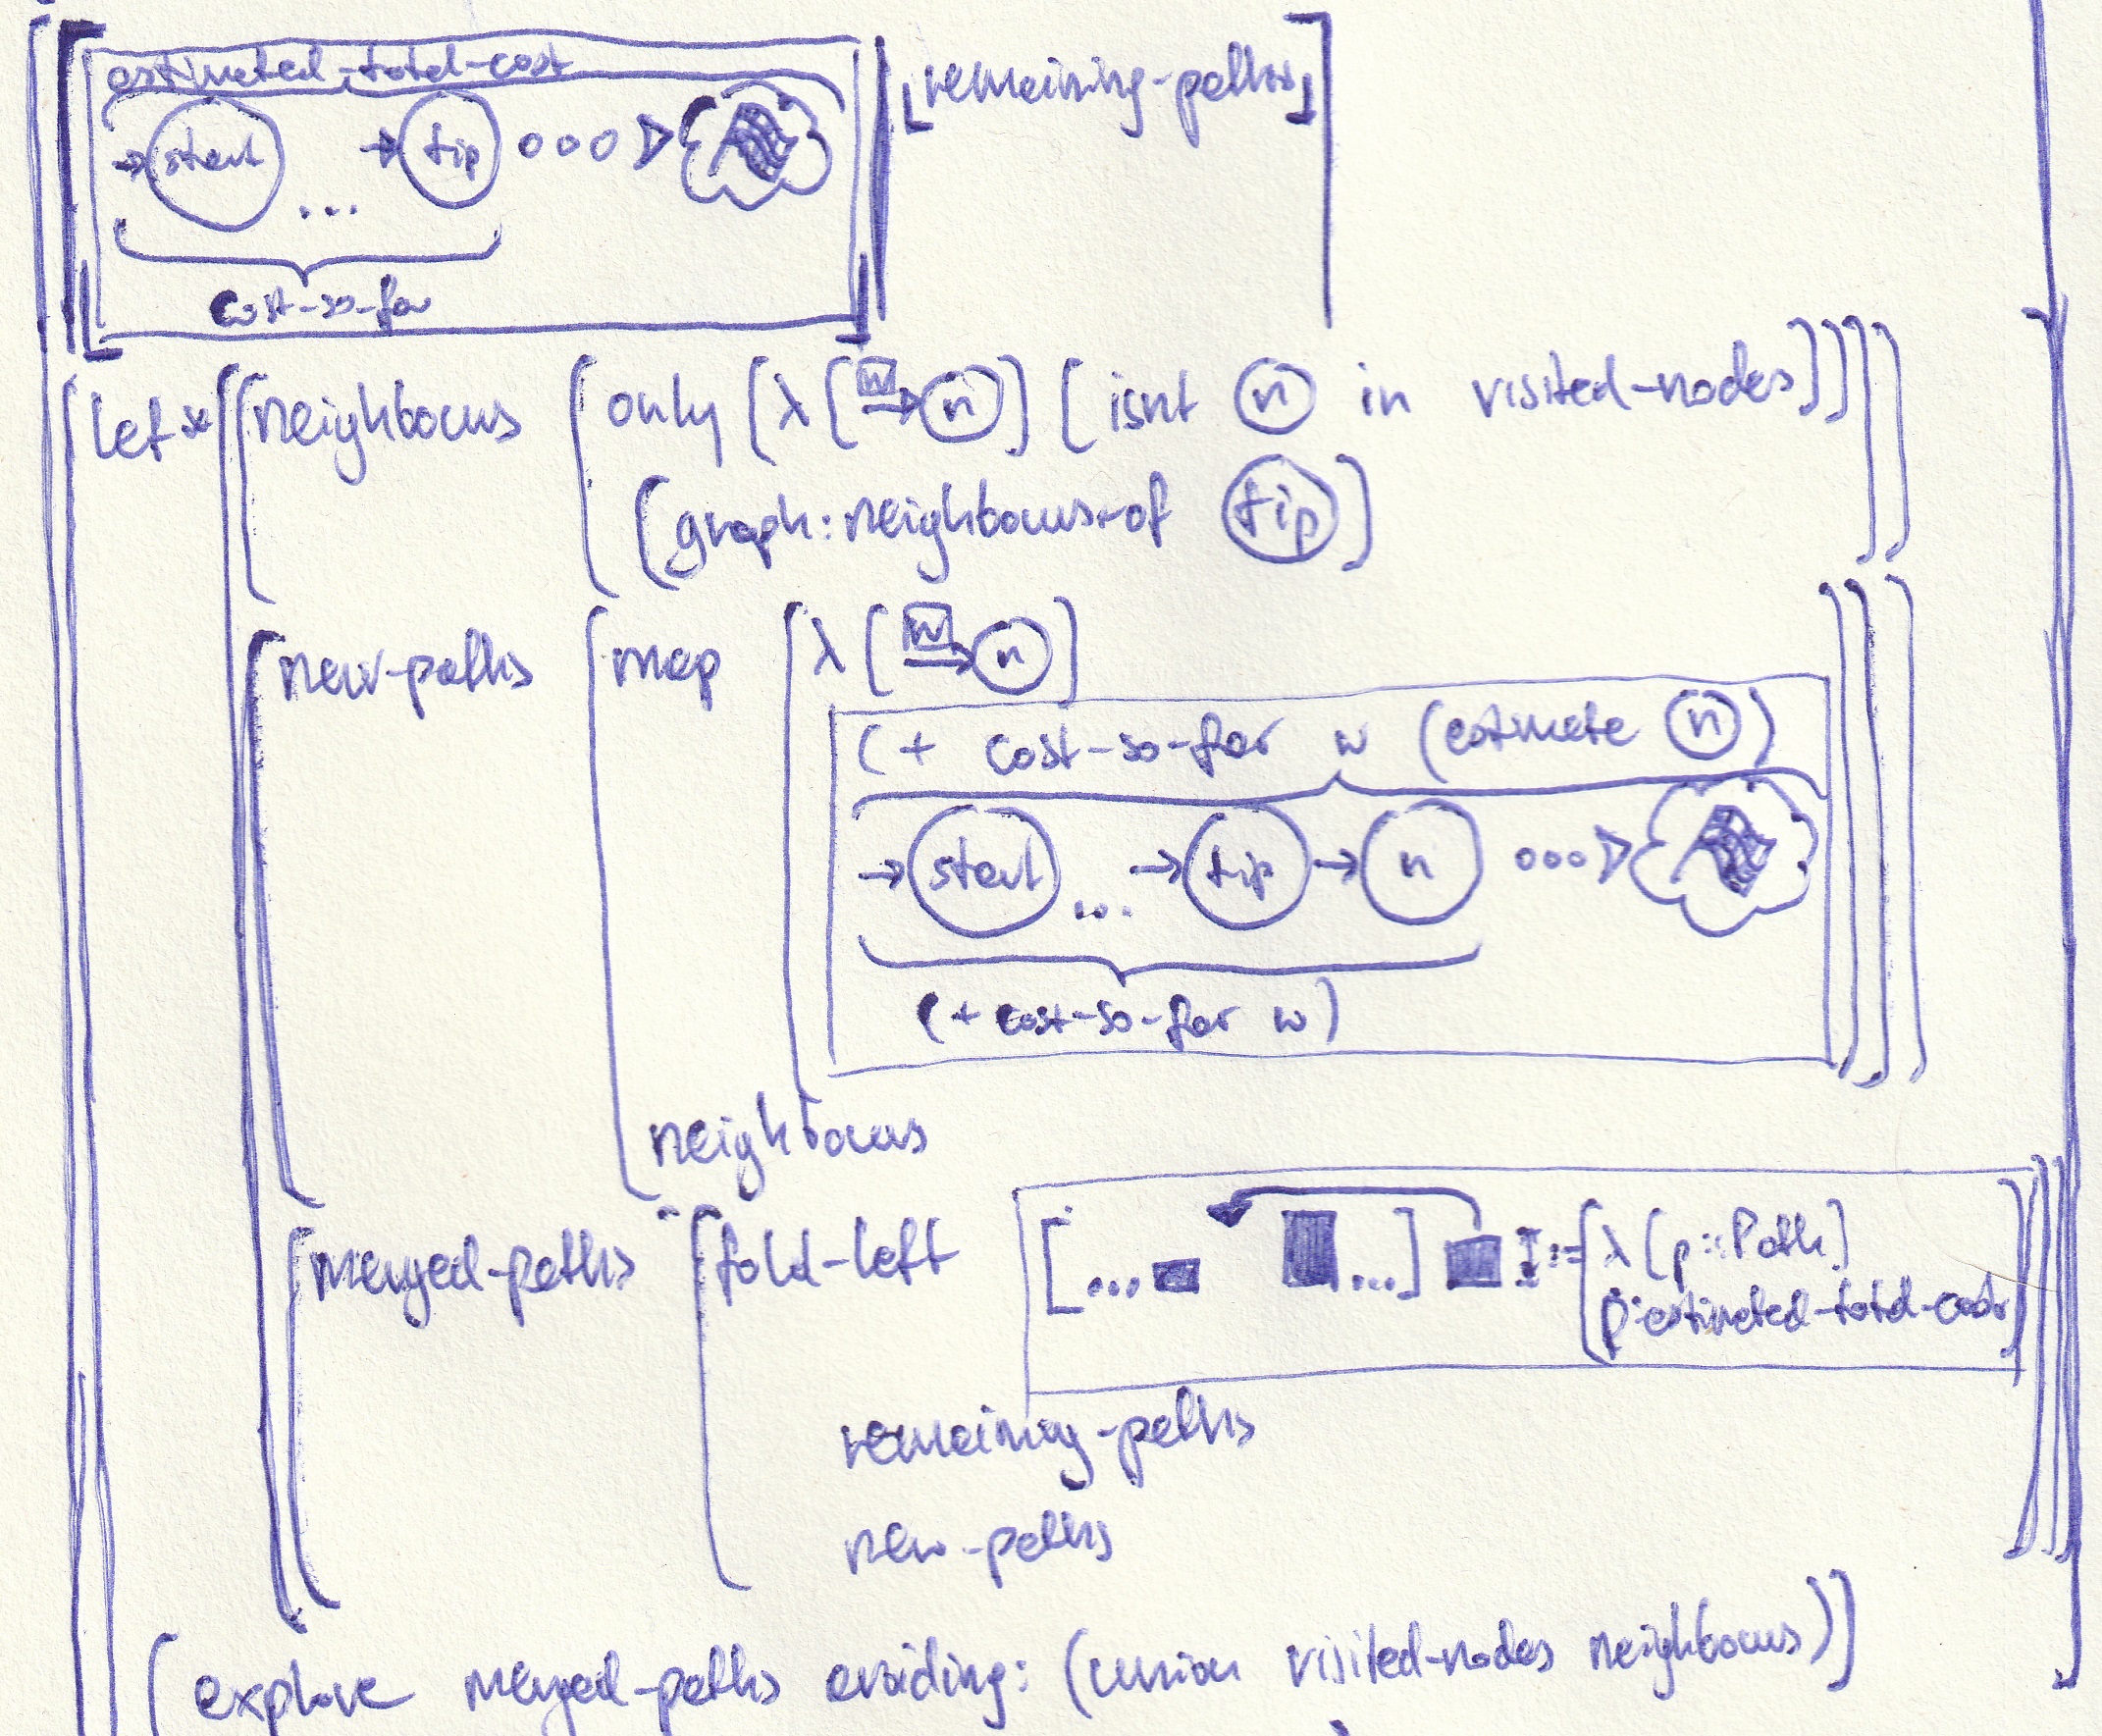 estimated-total-cost
→ start ... → tip ooo▷ [remaining-paths]
cost-so-far
(let* ((neighbours (only (λ (w → n)) (isnt n in visited-nodes))))
(graph:neighbours-of tip)
(new-paths (map (λ (w → n)
(+ cost-so-far w (estimate n)
→ start ... → tip → n ooo▷
(+ cost-so-far w)
neighbours
(merged-paths (fold-left [... ...] := (λ (p::Path)
p:estimated-total-cost)
remaining-paths
new-paths
(explore merged-paths avoiding: (union visited-nodes neighbours))